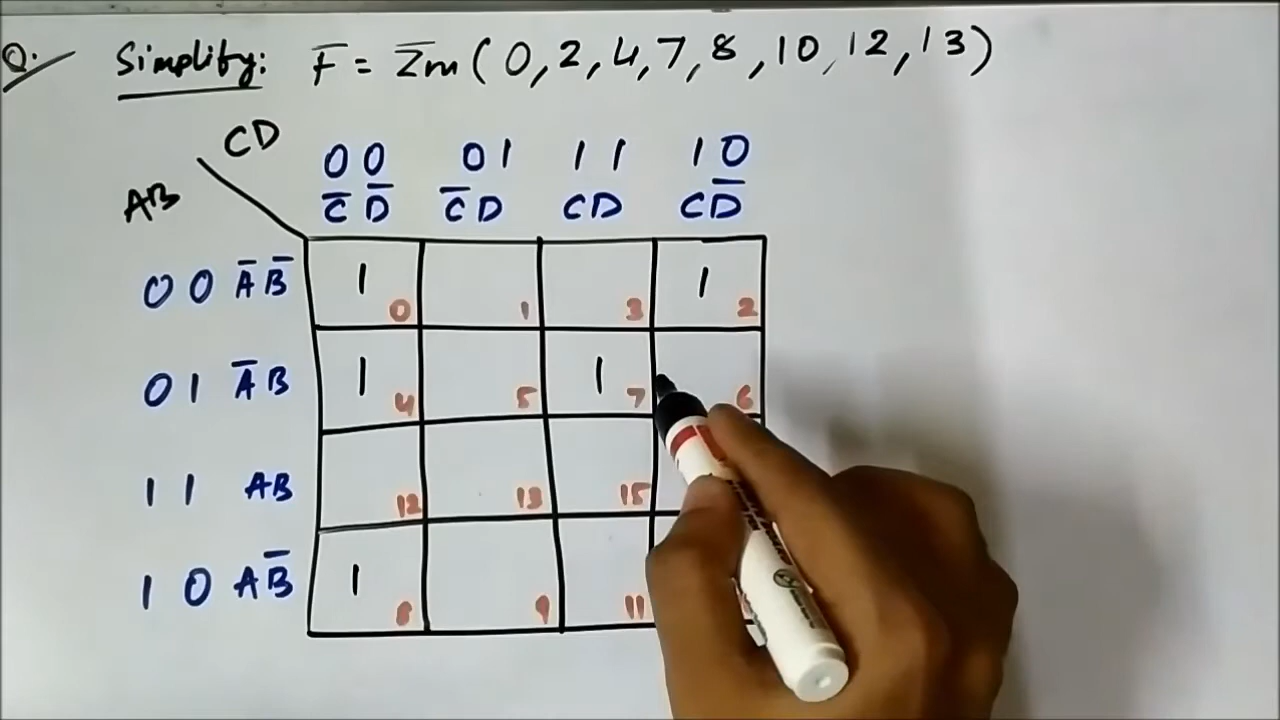 Q. Simplify: F̅ = Σm(0,2,4,7,8,10,12,13)
CD
AB
00 01 11 10
C̅D̅ C̅D CD CD̅
00 A̅B̅ 1 0 1 3 1 2
01 A̅B 1 4 5 1 7 6
11 AB 12 13 15
10 AB̅ 1 8 9 11